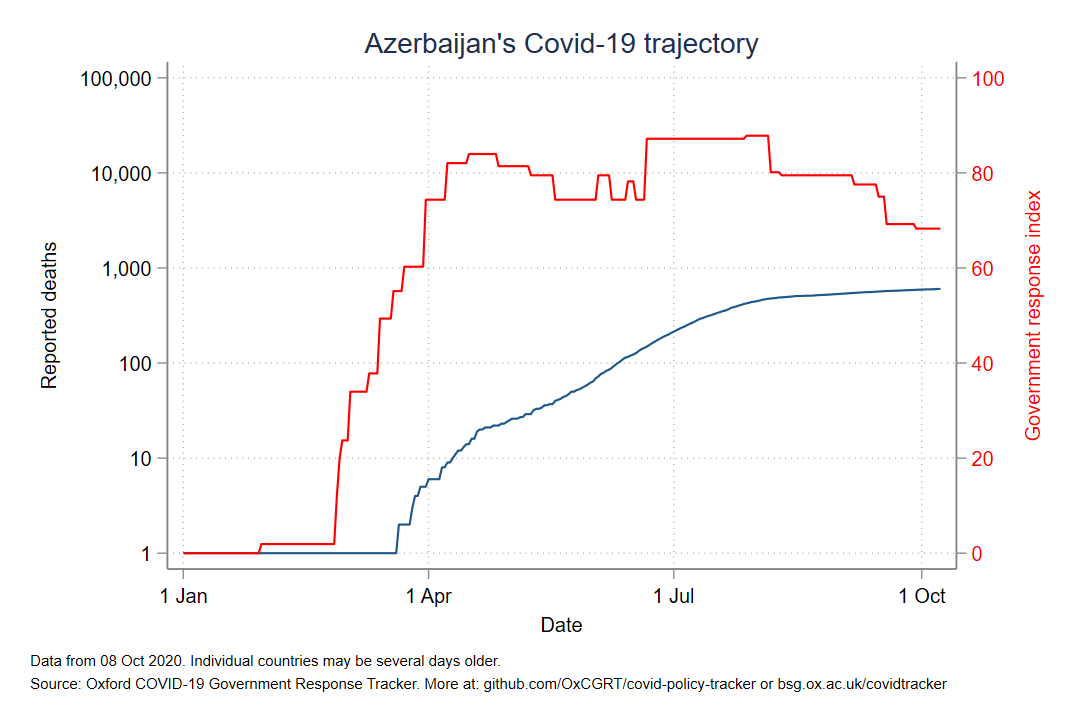 Azerbaijan's Covid-19 trajectory
100,000
10,000
1,000
100
10
1
Reported deaths
100
80
60
40
20
0
Government response index
1 Jan
1 Apr
1 Jul
1 Oct
Date
Data from 08 Oct 2020. Individual countries may be several days older.
Source: Oxford COVID-19 Government Response Tracker. More at: github.com/OxCGRT/covid-policy-tracker or bsg.ox.ac.uk/covidtracker